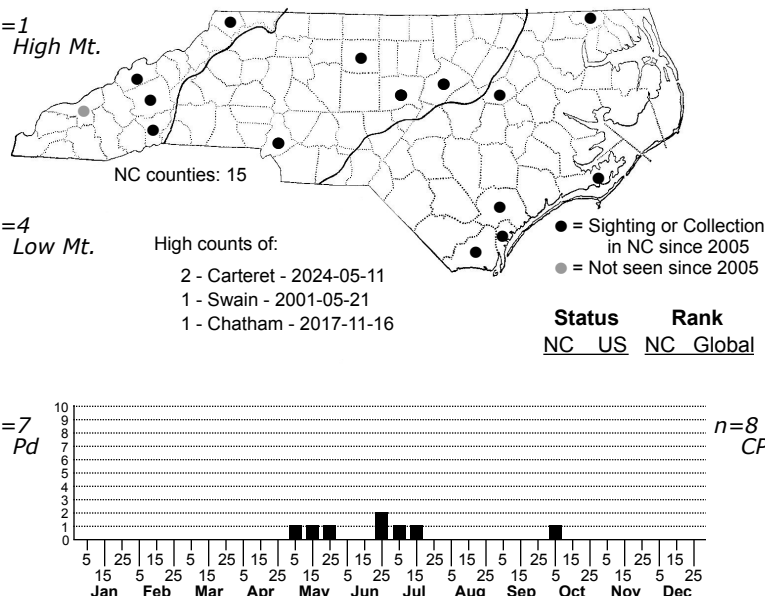 =1
High Mt.
NC counties: 15
=4
Low Mt.
High counts of:
2 - Carteret - 2024-05-11
1 - Swain - 2001-05-21
1 - Chatham - 2017-11-16
= Sighting or Collection
in NC since 2005
= Not seen since 2005
Status Rank
NC US NC Global
=7
Pd
n=8
CP
10
9
8
7
6
5
4
3
2
1
0
5 15 25 5 15 25 5 15 25 5 15 25 5 15 25 5 15 25 5 15 25 5 15 25 5 15 25 5 15 25 5 15 25 5 15 25
Jan Feb Mar Apr May Jun Jul Aug Sep Oct Nov Dec